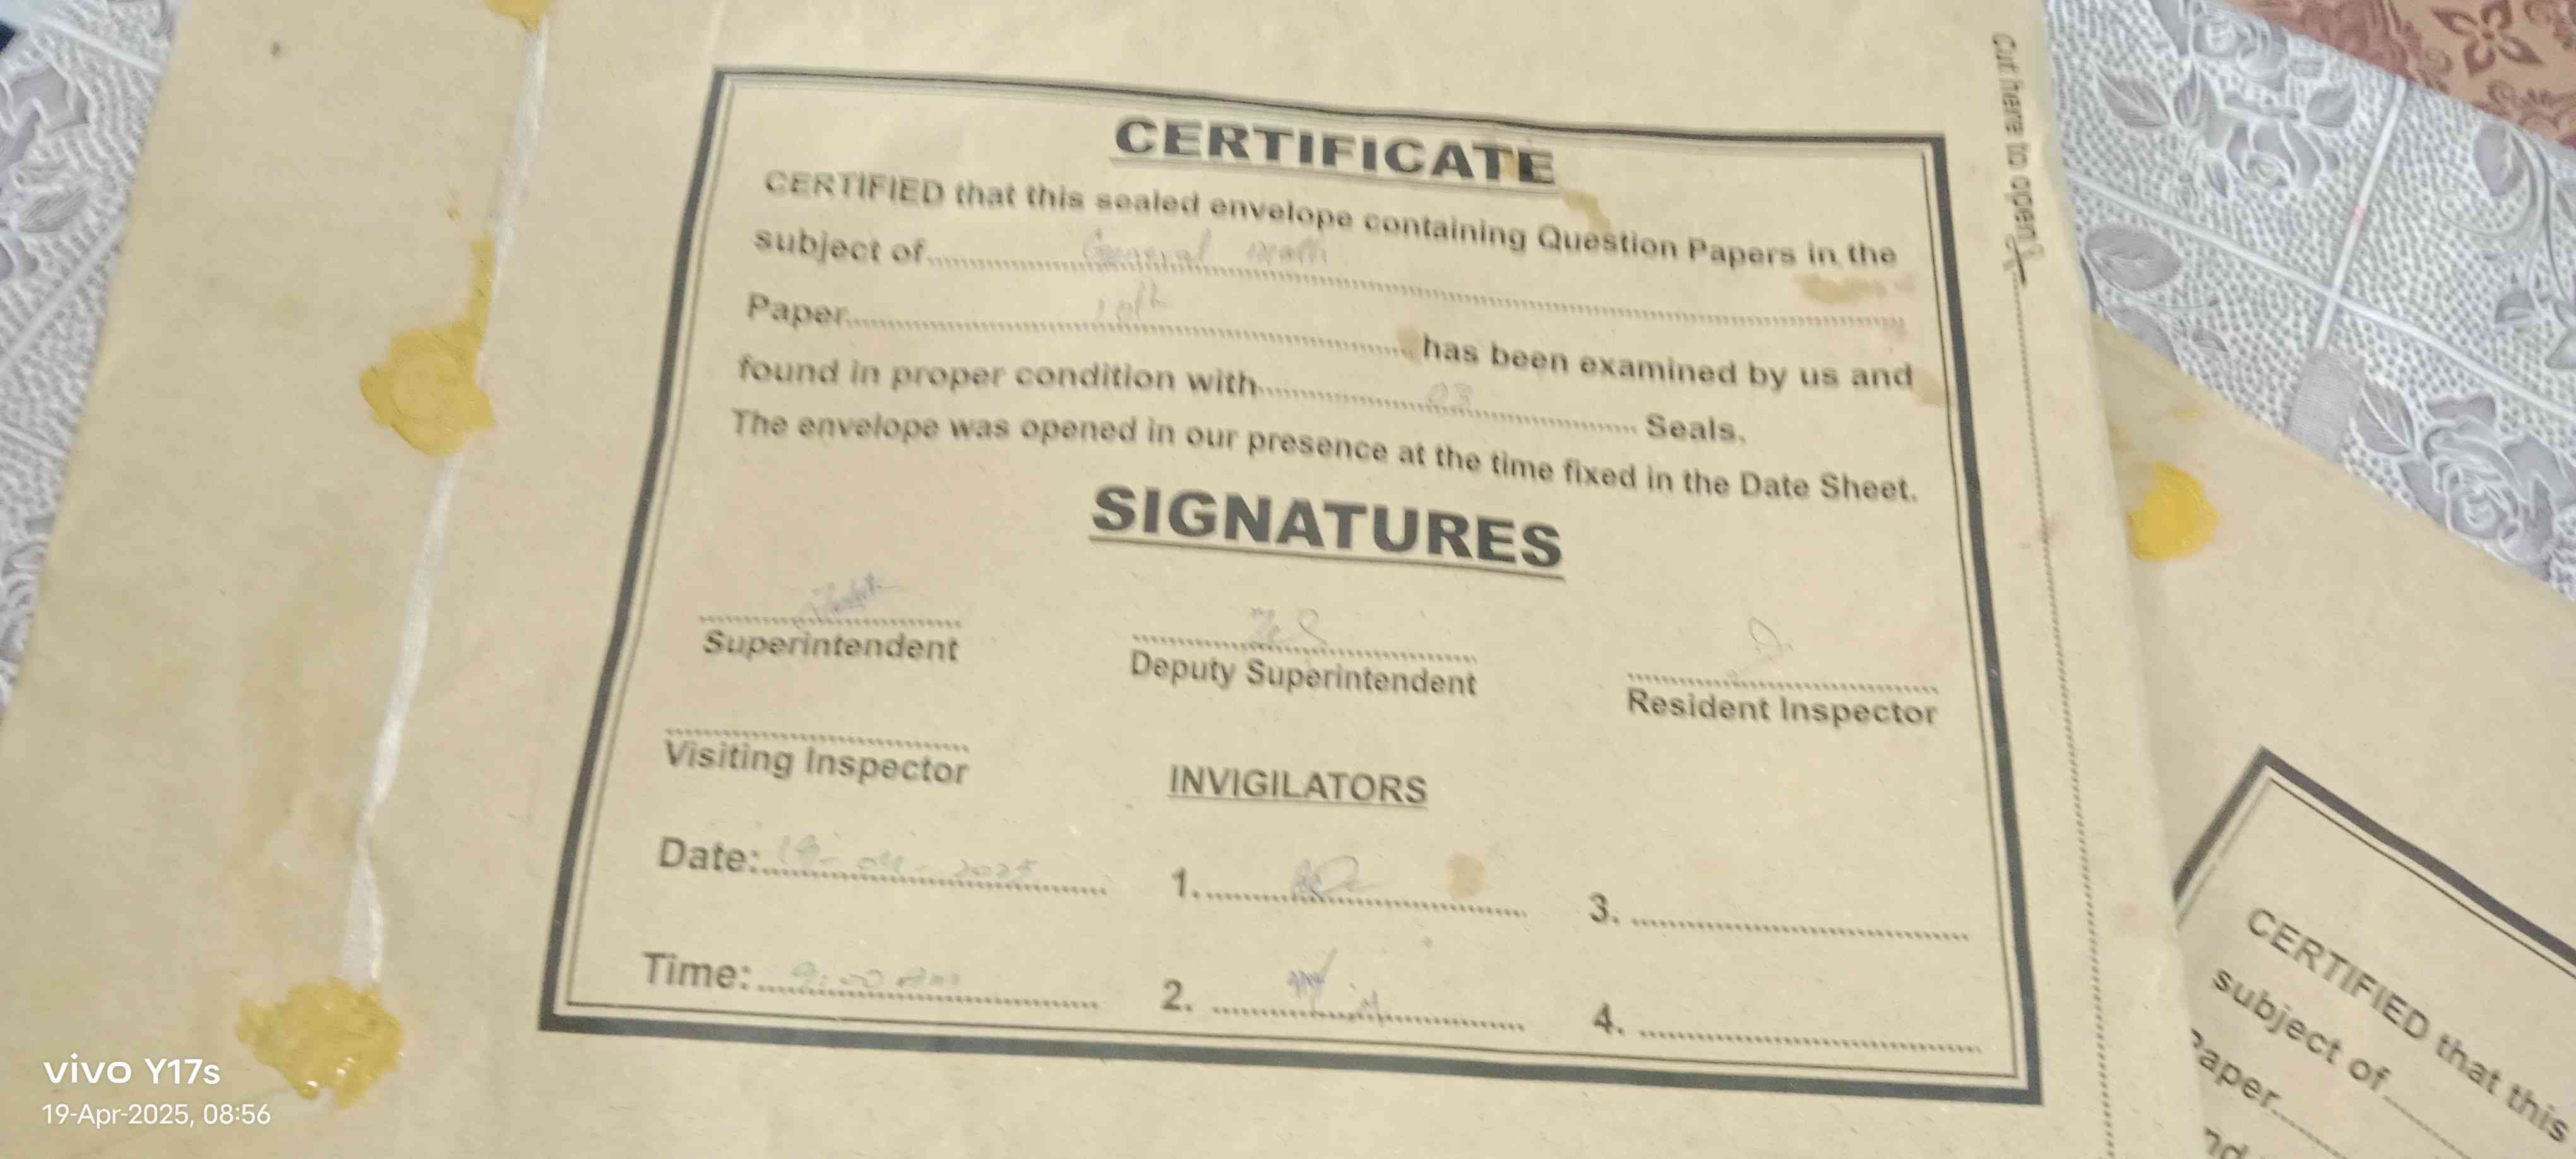 CERTIFICATE
CERTIFIED that this sealed envelope containing Question Papers in the
subject of General math
Paper 10th has been examined by us and
found in proper condition with 03 Seals.
The envelope was opened in our presence at the time fixed in the Date Sheet.
SIGNATURES
Superintendent
Deputy Superintendent
Resident Inspector
Visiting Inspector
INVIGILATORS
Date: 19-04-2025
1.
3.
Time: 9:00 Am
2.
4.
Cut here to open
CERTIFIED that this
subject of
Paper
vivo Y17s
19-Apr-2025, 08:56